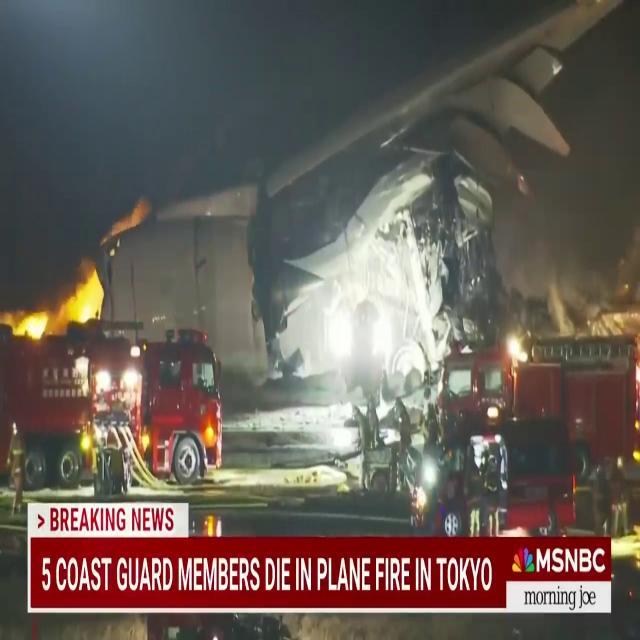 > BREAKING NEWS
5 COAST GUARD MEMBERS DIE IN PLANE FIRE IN TOKYO
MSNBC
morning joe